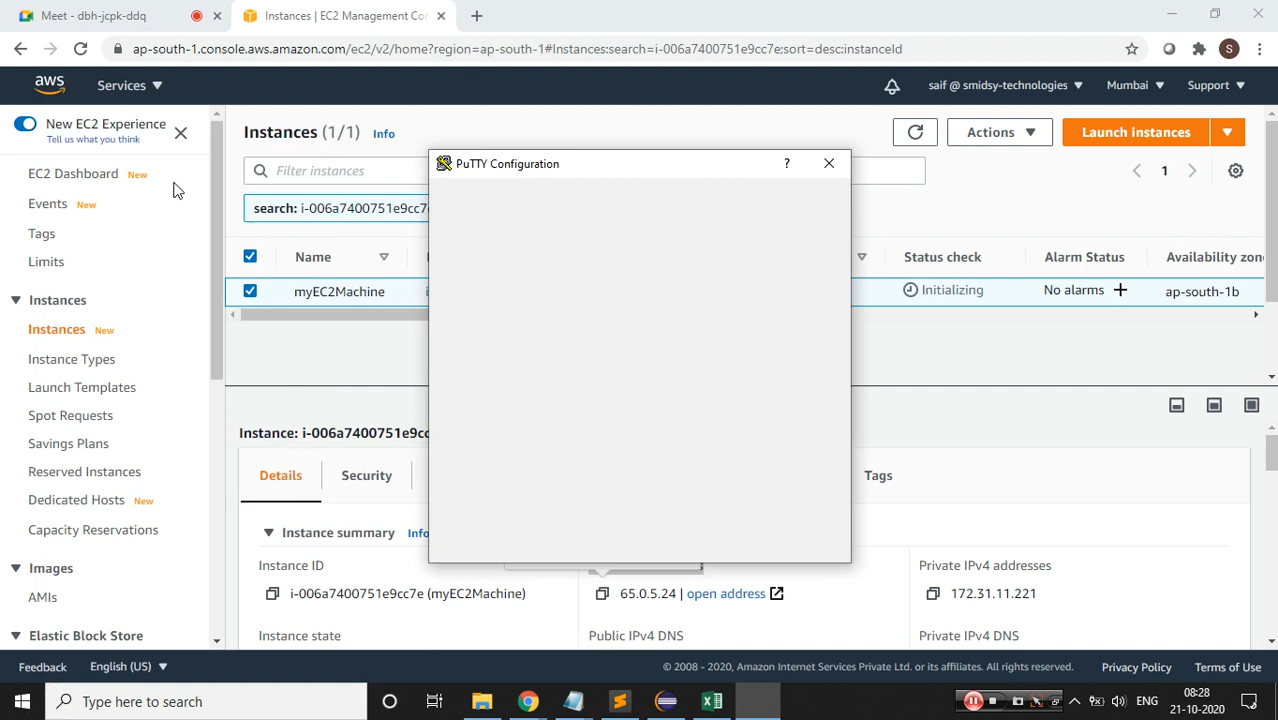 Meet - dbh-jcpk-ddq
Instances | EC2 Management Con
ap-south-1.console.aws.amazon.com/ec2/v2/home?region=ap-south-1#Instances:search=i-006a7400751e9cc7e;sort=desc:instanceId
S
aws
Services
saif @ smidsy-technologies
Mumbai
Support
New EC2 Experience
Tell us what you think
EC2 Dashboard New
Events New
Tags
Limits
Instances
Instances New
Instance Types
Launch Templates
Spot Requests
Savings Plans
Reserved Instances
Dedicated Hosts New
Capacity Reservations
Images
AMIs
Elastic Block Store
Instances (1/1) Info
Actions
Launch instances
Filter instances
1
search: i-006a7400751e9cc7e
Name
Status check
Alarm Status
Availability zone
myEC2Machine
Initializing
No alarms
ap-south-1b
PuTTY Configuration
?
Instance: i-006a7400751e9cc
Details
Security
Tags
Instance summary Info
Instance ID
Private IPv4 addresses
i-006a7400751e9cc7e (myEC2Machine)
65.0.5.24 | open address
172.31.11.221
Instance state
Public IPv4 DNS
Private IPv4 DNS
Feedback
English (US)
© 2008 - 2020, Amazon Internet Services Private Ltd. or its affiliates. All rights reserved.
Privacy Policy
Terms of Use
Type here to search
ENG
08:28
21-10-2020